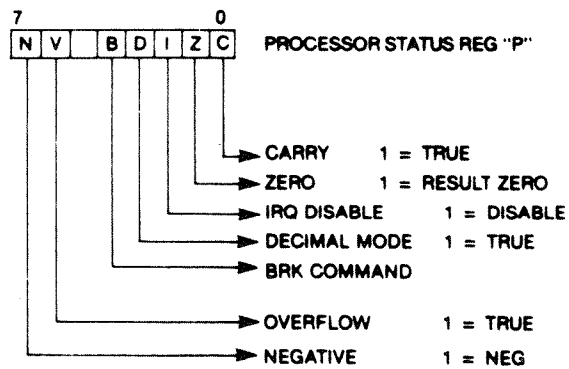 7 0
N V B D I Z C PROCESSOR STATUS REG "P"
CARRY 1 = TRUE
ZERO 1 = RESULT ZERO
IRQ DISABLE 1 = DISABLE
DECIMAL MODE 1 = TRUE
BRK COMMAND
OVERFLOW 1 = TRUE
NEGATIVE 1 = NEG